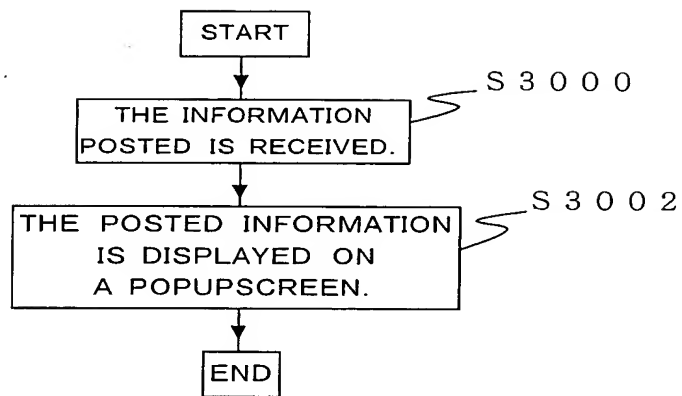 START
S3000
THE INFORMATION
POSTED IS RECEIVED.
S3002
THE POSTED INFORMATION
IS DISPLAYED ON
A POPUPSCREEN.
END